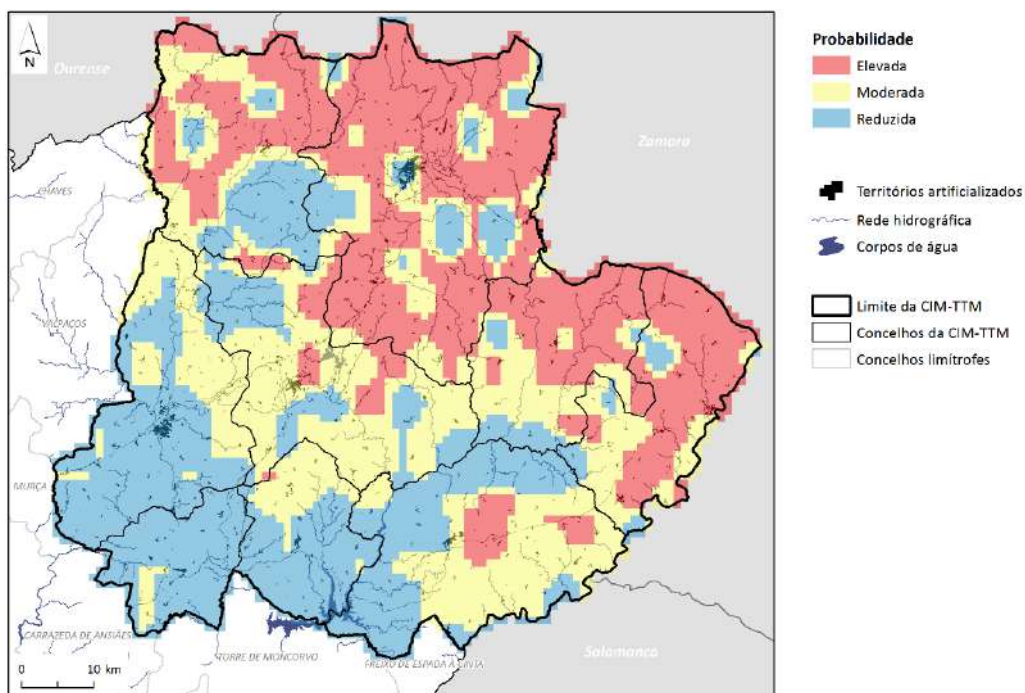 N
Ourense
Zamora
CHAVES
VALPAÇOS
MURÇA
CARRAZEDA DE ANSIÃES
TORRE DE MONCORVO
FREIXO DE ESPADA À CINTA
Salamanca
0 10 km
Probabilidade
Elevada
Moderada
Reduzida
Territórios artificializados
Rede hidrográfica
Corpos de água
Limite da CIM-TTM
Concelhos da CIM-TTM
Concelhos limítrofes